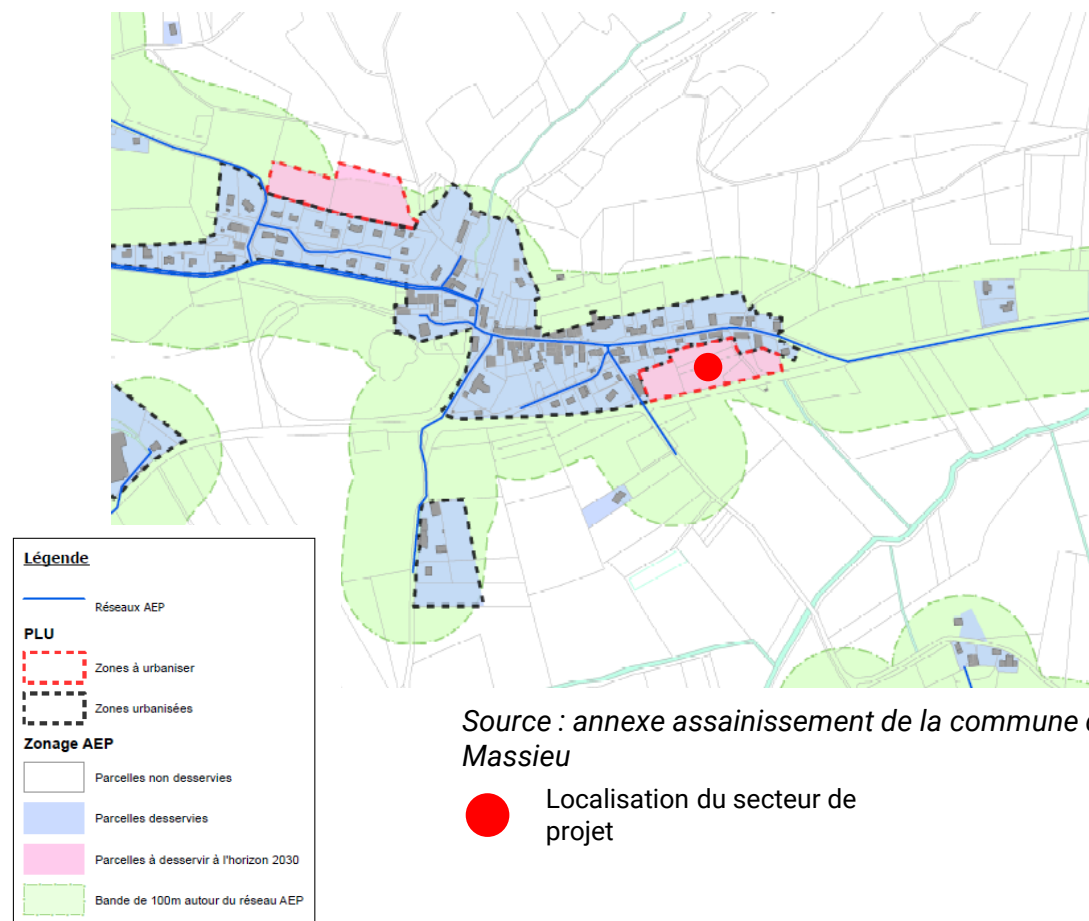 Légende
Réseaux AEP
PLU
Zones à urbaniser
Zones urbanisées
Zonage AEP
Parcelles non desservies
Parcelles desservies
Parcelles à desservir à l'horizon 2030
Bande de 100m autour du réseau AEP
Source : annexe assainissement de la commune
Massieu
Localisation du secteur de
projet